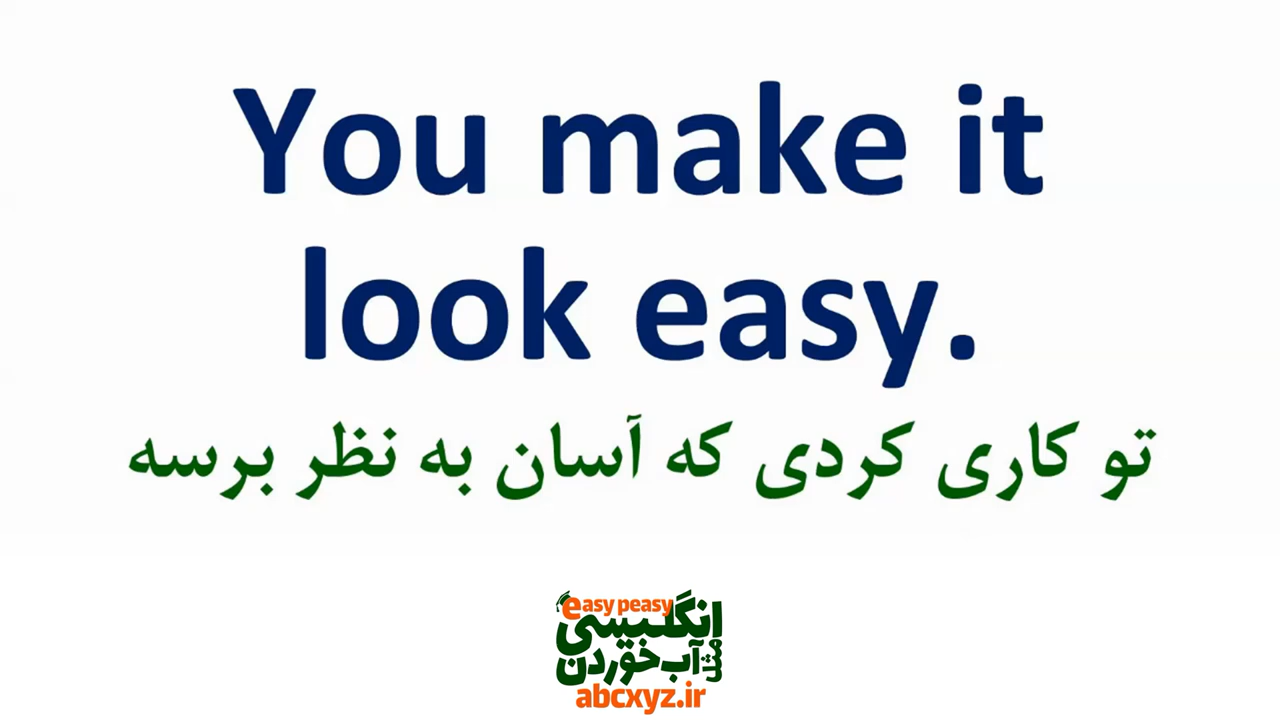 You make it
look easy.
تو کاری کردی که آسان به نظر برسه
easy peasy
انگلیسی
مثل
آب خوردن
abcxyz.ir